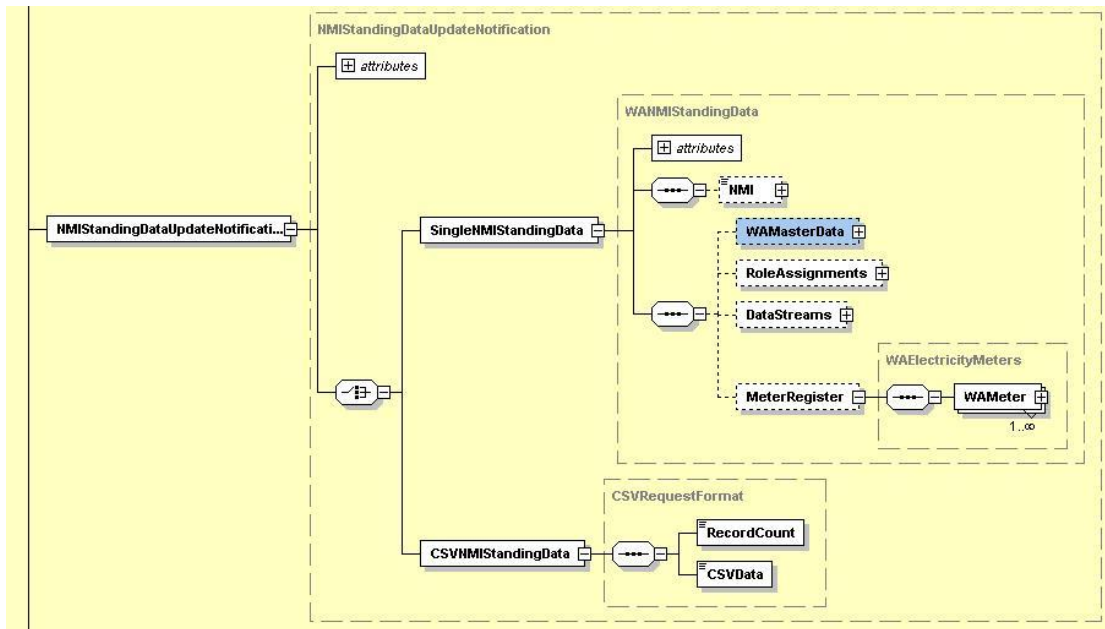 NMIStandingDataUpdateNotification
attributes
WANMIStandingData
attributes
NMI
NMIStandingDataUpdateNotificati...
SingleNMIStandingData
WAMasterData
RoleAssignments
DataStreams
WAElectricityMeters
MeterRegister
WAMeter
1..∞
CSVRequestFormat
RecordCount
CSVNMIStandingData
CSVData